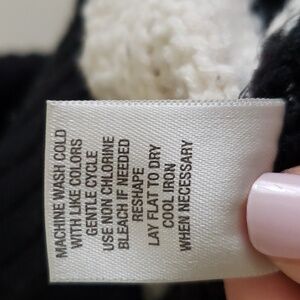 MACHINE WASH COLD
WITH LIKE COLORS
GENTLE CYCLE
USE NON CHLORIME
BLEACH IF NEEDED
RESHAPE
LAY FLAT TO DRY
COOL IRON
WHEN NECESSARY